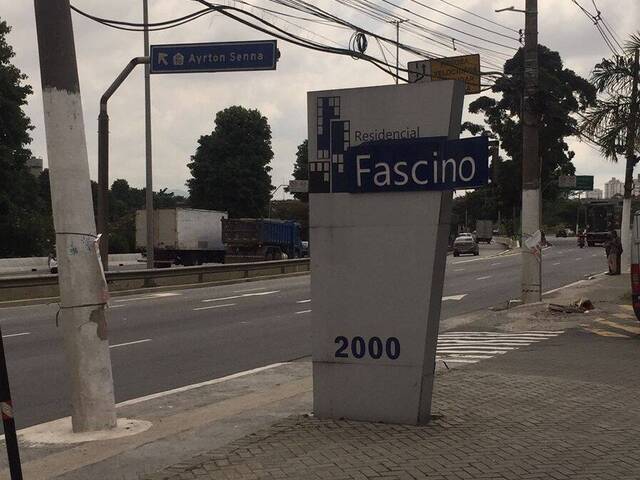 Ayrton Senna
Residencial
Fascino
2000